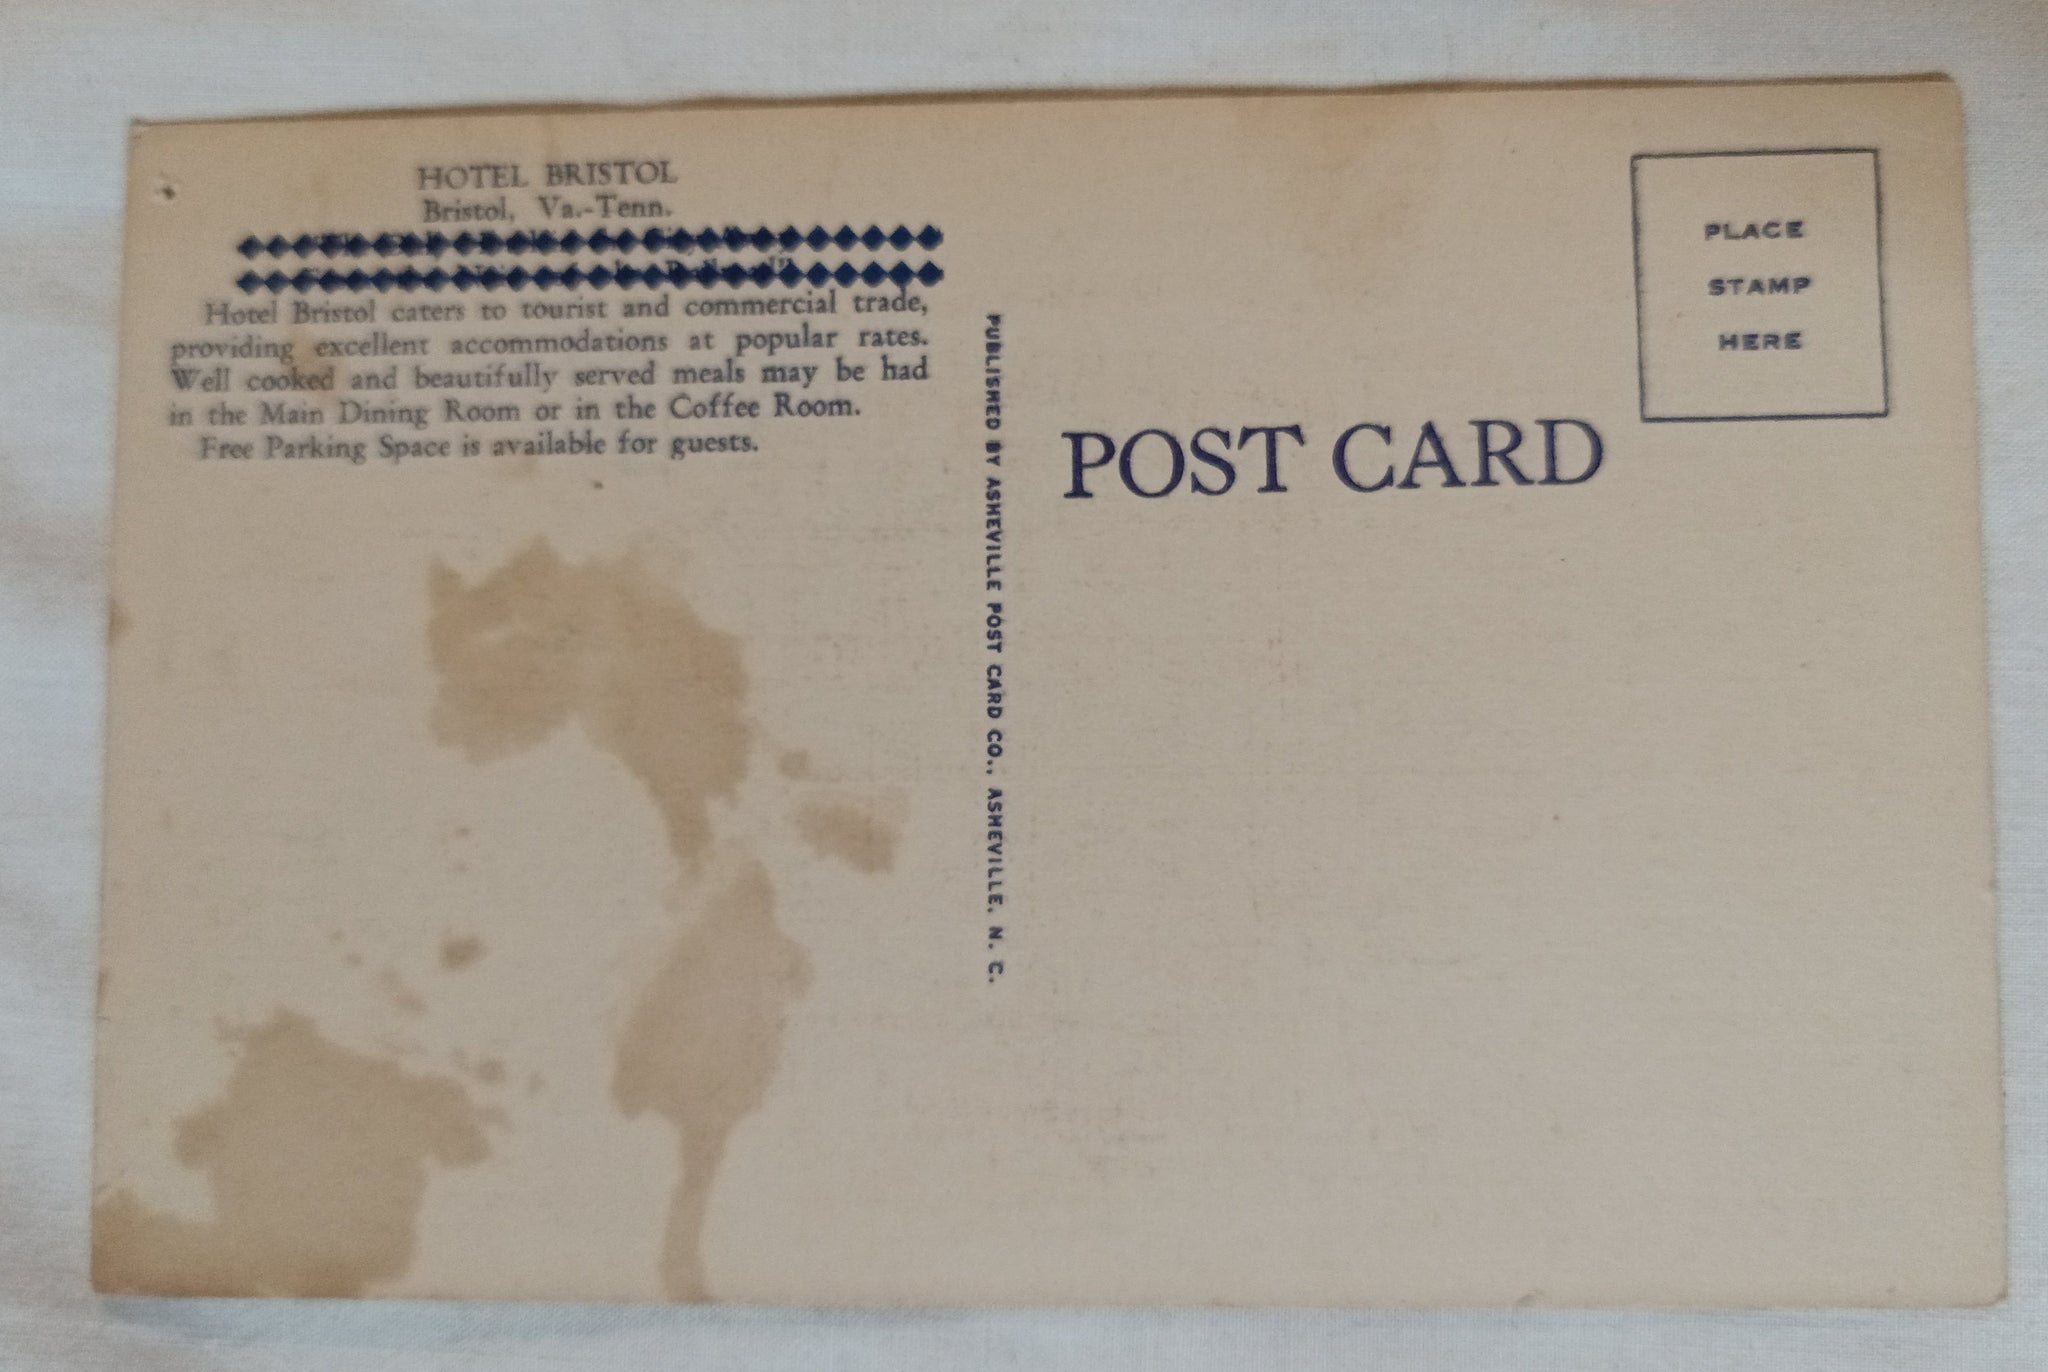 HOTEL BRISTOL
Bristol, Va.-Tenn.
Hotel Bristol caters to tourist and commercial trade,
providing excellent accommodations at popular rates.
Well cooked and beautifully served meals may be had
in the Main Dining Room or in the Coffee Room.
Free Parking Space is available for guests.
PUBLISHED BY ASHEVILLE POST CARD CO., ASHEVILLE, N. C.
POST CARD
PLACE
STAMP
HERE